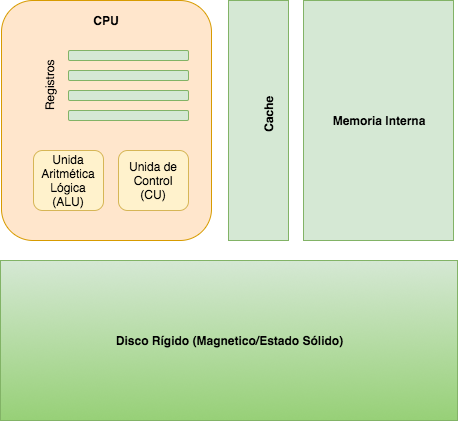 CPU
Registros
Unida
Aritmética
Lógica
(ALU)
Unida de
Control
(CU)
Cache
Memoria Interna
Disco Rígido (Magnetico/Estado Sólido)